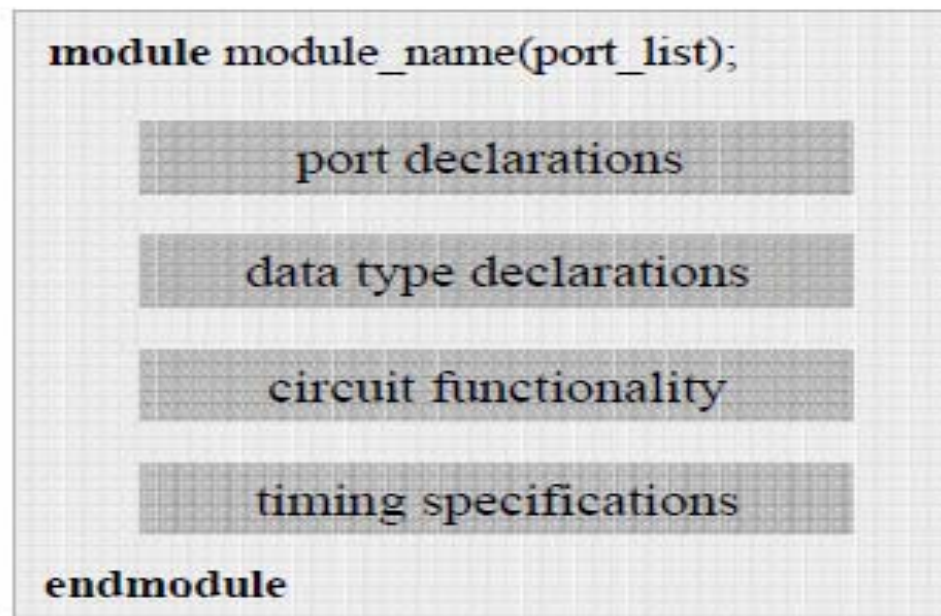 module module_name(port_list);
port declarations
data type declarations
circuit functionality
timing specifications
endmodule